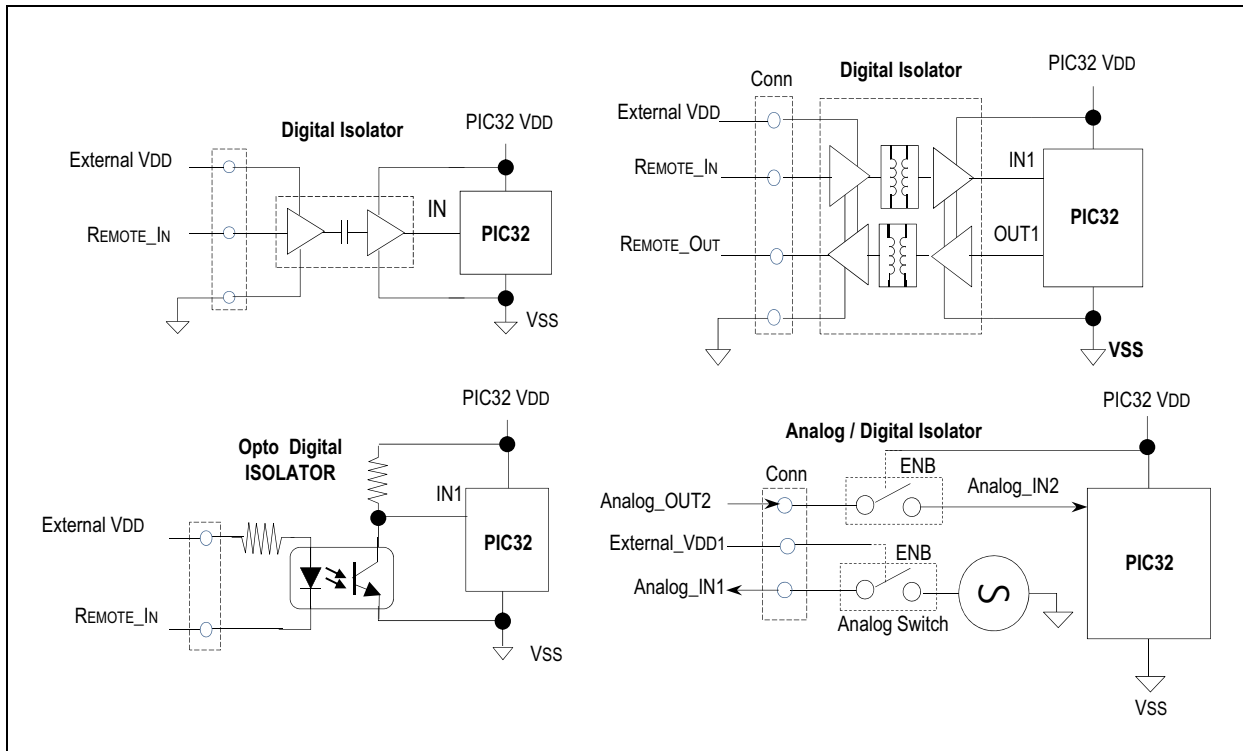 Digital Isolator
PIC32 VDD
External VDD
REMOTE_IN
IN
PIC32
VSS
Conn
Digital Isolator
PIC32 VDD
External VDD
REMOTE_IN
IN1
PIC32
REMOTE_OUT
OUT1
VSS
PIC32 VDD
Opto Digital
ISOLATOR
IN1
External VDD
PIC32
REMOTE_IN
VSS
PIC32 VDD
Analog / Digital Isolator
Conn
ENB
Analog_OUT2
Analog_IN2
External_VDD1
ENB
PIC32
Analog_IN1
S
Analog Switch
VSS